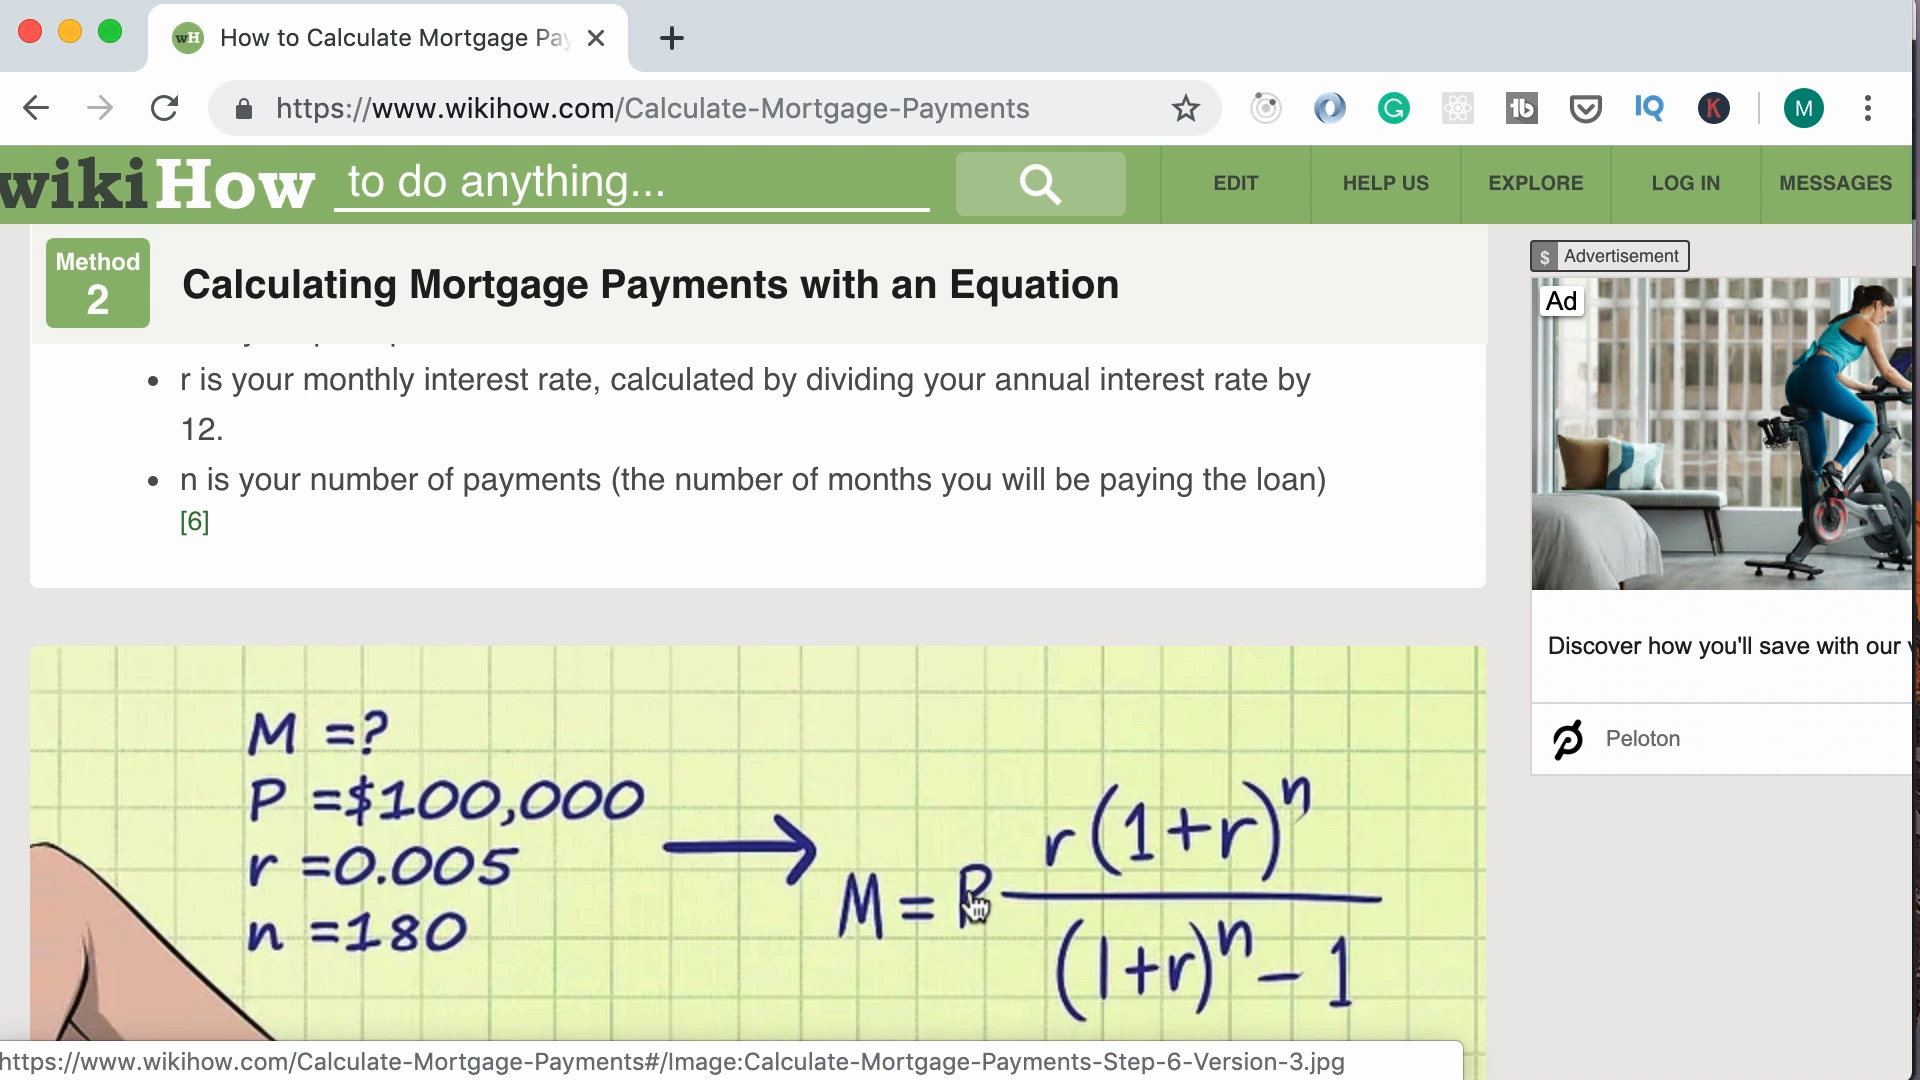 wH How to Calculate Mortgage Pay
https://www.wikihow.com/Calculate-Mortgage-Payments
G
1b
IQ
K
M
wikiHow to do anything...
EDIT
HELP US
EXPLORE
LOG IN
MESSAGES
Method
2
Calculating Mortgage Payments with an Equation
r is your monthly interest rate, calculated by dividing your annual interest rate by
12.
n is your number of payments (the number of months you will be paying the loan)
[6]
$ Advertisement
Ad
Discover how you'll save with our
Peloton
M =?
P =$100,000
r =0.005
n =180
r(1+r)^n
M = P
(1+r)^n - 1
https://www.wikihow.com/Calculate-Mortgage-Payments#/Image:Calculate-Mortgage-Payments-Step-6-Version-3.jpg